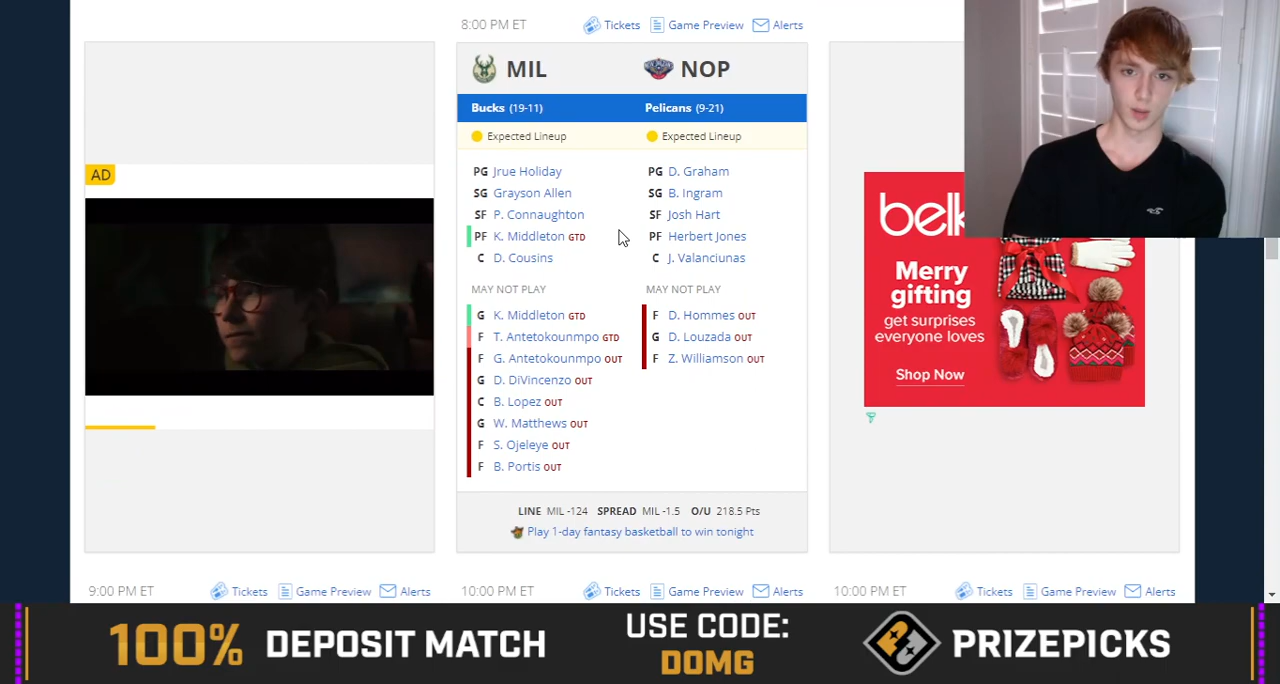 8:00 PM ET Tickets Game Preview Alerts
MIL NOP
Bucks (19-11) Pelicans (9-21)
Expected Lineup Expected Lineup
PG Jrue Holiday PG D. Graham
SG Grayson Allen SG B. Ingram
SF P. Connaughton SF Josh Hart
PF K. Middleton GTD PF Herbert Jones
C D. Cousins C J. Valanciunas
MAY NOT PLAY MAY NOT PLAY
G K. Middleton GTD F D. Hommes OUT
F T. Antetokounmpo GTD G D. Louzada OUT
F G. Antetokounmpo OUT F Z. Williamson OUT
G D. DiVincenzo OUT
C B. Lopez OUT
G W. Matthews OUT
F S. Ojeleye OUT
F B. Portis OUT
LINE MIL -124 SPREAD MIL -1.5 O/U 218.5 Pts
Play 1-day fantasy basketball to win tonight
AD
belk
Merry
gifting
get surprises
everyone loves
Shop Now
9:00 PM ET Tickets Game Preview Alerts 10:00 PM ET Tickets Game Preview Alerts 10:00 PM ET Tickets Game Preview Alerts
100% DEPOSIT MATCH
USE CODE:
DOMG
PRIZEPICKS